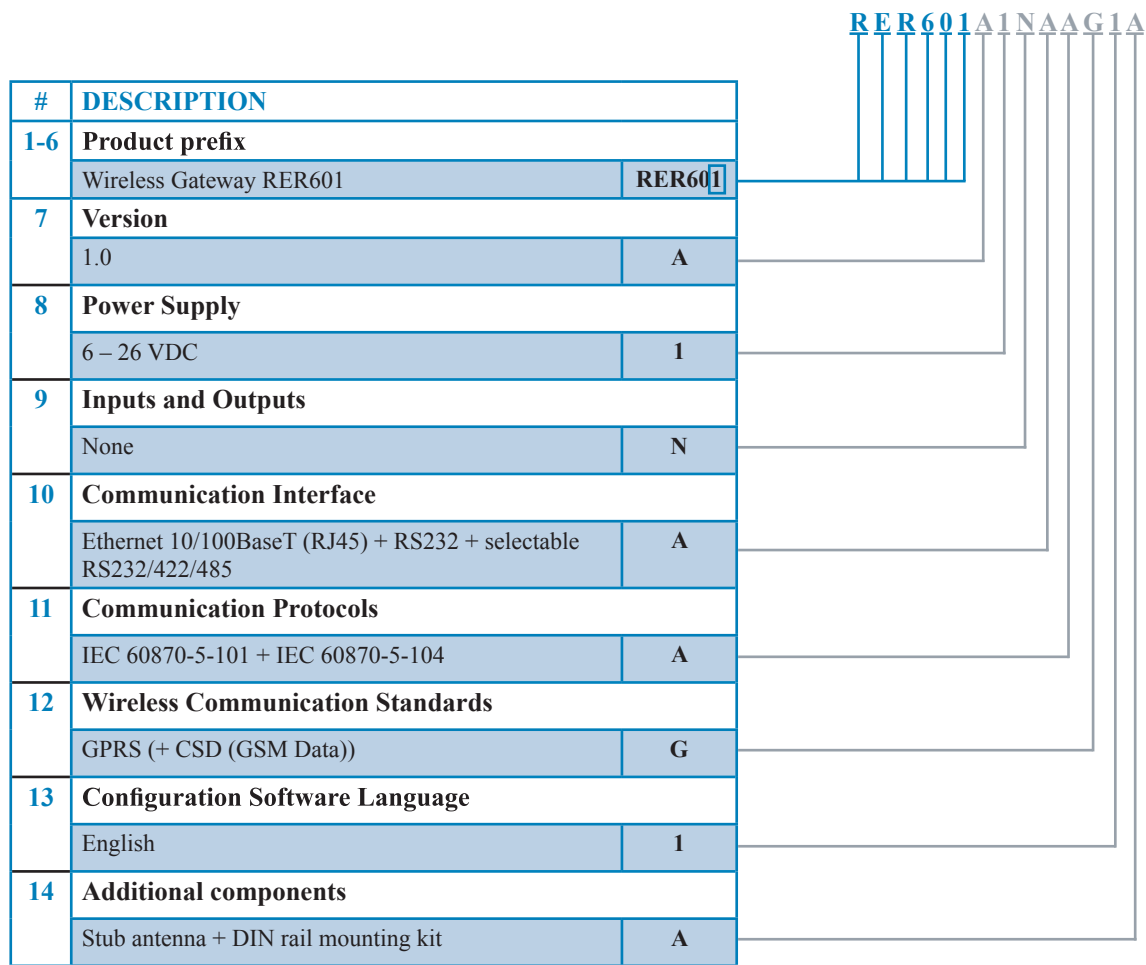 RER601A1NAAG1A
# DESCRIPTION
1-6 Product prefix
Wireless Gateway RER601 RER601
7 Version
1.0 A
8 Power Supply
6 – 26 VDC 1
9 Inputs and Outputs
None N
10 Communication Interface
Ethernet 10/100BaseT (RJ45) + RS232 + selectable A
RS232/422/485
11 Communication Protocols
IEC 60870-5-101 + IEC 60870-5-104 A
12 Wireless Communication Standards
GPRS (+ CSD (GSM Data)) G
13 Configuration Software Language
English 1
14 Additional components
Stub antenna + DIN rail mounting kit A